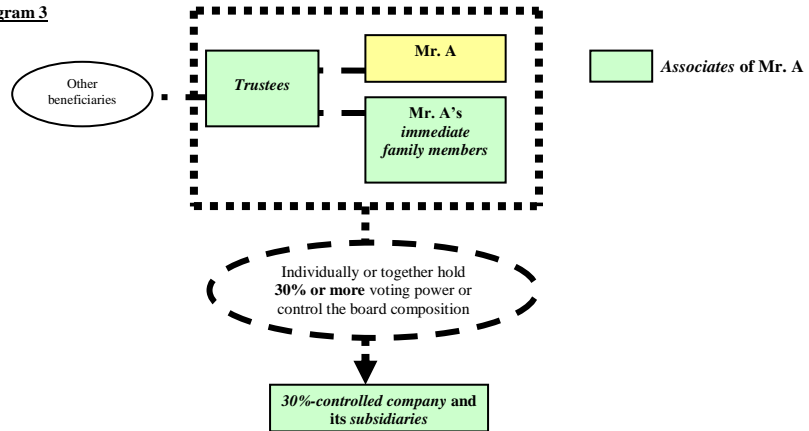 gram 3
Other
beneficiaries
Trustees
Mr. A
Mr. A's
immediate
family members
Associates of Mr. A
Individually or together hold
30% or more voting power or
control the board composition
30%-controlled company and
its subsidiaries